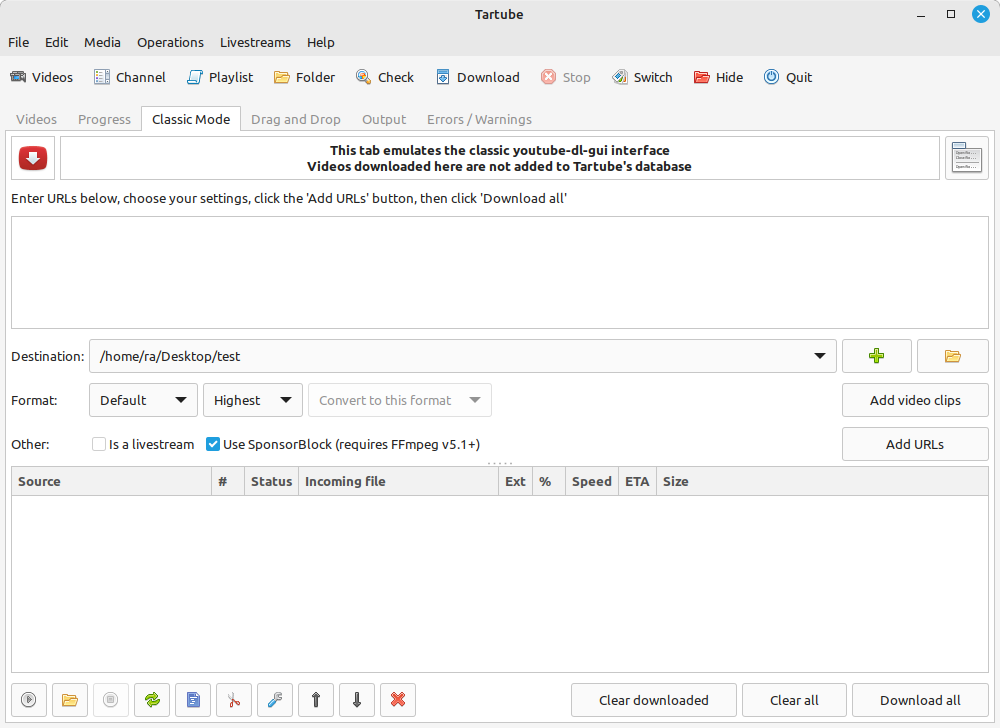 Tartube
File Edit Media Operations Livestreams Help
Videos Channel Playlist Folder Check Download Stop Switch Hide Quit
Videos Progress Classic Mode Drag and Drop Output Errors / Warnings
This tab emulates the classic youtube-dl-gui interface
Videos downloaded here are not added to Tartube's database
Enter URLs below, choose your settings, click the 'Add URLs' button, then click 'Download all'
Destination: /home/ra/Desktop/test
Format: Default Highest Convert to this format Add video clips
Other: Is a livestream Use SponsorBlock (requires FFmpeg v5.1+) Add URLs
Source # Status Incoming file Ext % Speed ETA Size
Clear downloaded Clear all Download all